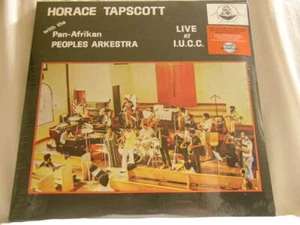 HORACE TAPSCOTT
with the
Pan-Afrikan
PEOPLES ARKESTRA
LIVE
AT
I.U.C.C.